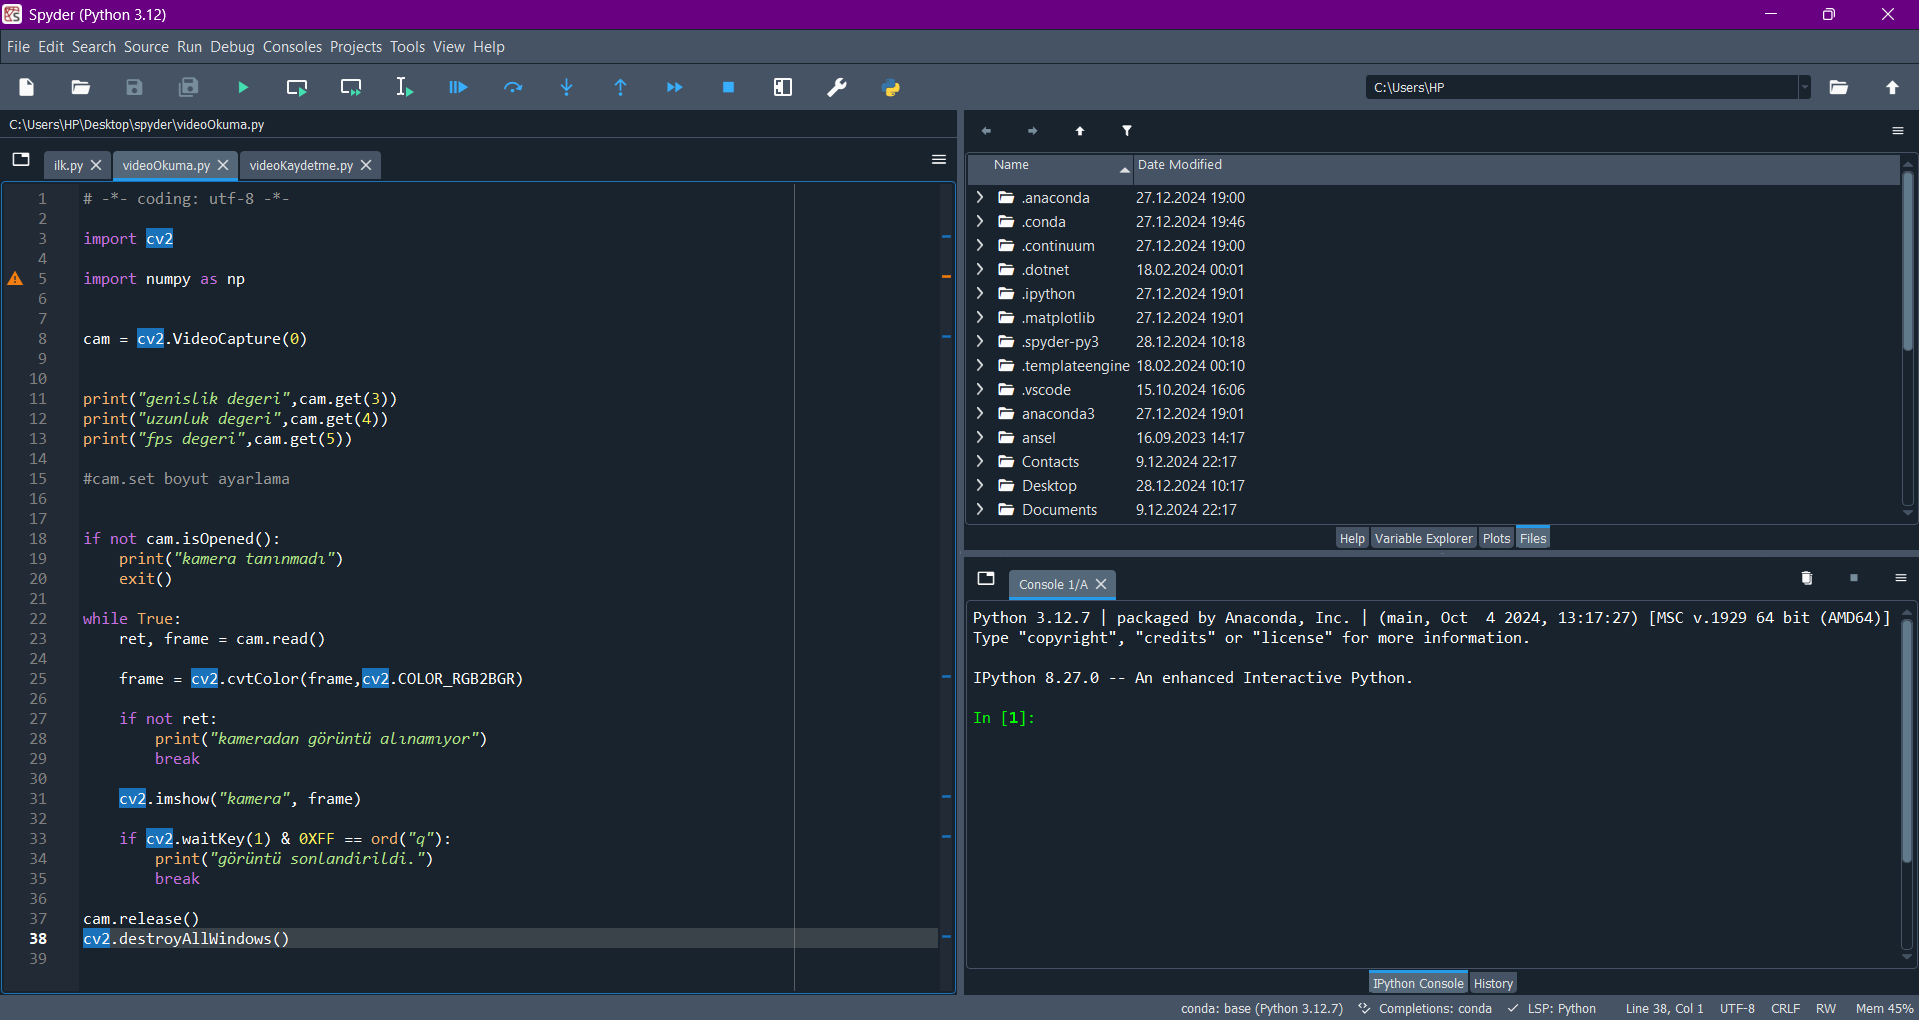 Spyder (Python 3.12)
File Edit Search Source Run Debug Consoles Projects Tools View Help
C:\Users\HP
C:\Users\HP\Desktop\spyder\videoOkuma.py
ilk.py videoOkuma.py videoKaydetme.py
1 # -*- coding: utf-8 -*-
2
3 import cv2
4
5 import numpy as np
6
7
8 cam = cv2.VideoCapture(0)
9
10
11 print("genislik degeri",cam.get(3))
12 print("uzunluk degeri",cam.get(4))
13 print("fps degeri",cam.get(5))
14
15 #cam.set boyut ayarlama
16
17
18 if not cam.isOpened():
19 print("kamera tanınmadı")
20 exit()
21
22 while True:
23 ret, frame = cam.read()
24
25 frame = cv2.cvtColor(frame,cv2.COLOR_RGB2BGR)
26
27 if not ret:
28 print("kameradan görüntü alınamıyor")
29 break
30
31 cv2.imshow("kamera", frame)
32
33 if cv2.waitKey(1) & 0XFF == ord("q"):
34 print("görüntü sonlandirildi.")
35 break
36
37 cam.release()
38 cv2.destroyAllWindows()
39
Name Date Modified
.anaconda 27.12.2024 19:00
.conda 27.12.2024 19:46
.continuum 27.12.2024 19:00
.dotnet 18.02.2024 00:01
.ipython 27.12.2024 19:01
.matplotlib 27.12.2024 19:01
.spyder-py3 28.12.2024 10:18
.templateengine 18.02.2024 00:10
.vscode 15.10.2024 16:06
anaconda3 27.12.2024 19:01
ansel 16.09.2023 14:17
Contacts 9.12.2024 22:17
Desktop 28.12.2024 10:17
Documents 9.12.2024 22:17
Help Variable Explorer Plots Files
Console 1/A
Python 3.12.7 | packaged by Anaconda, Inc. | (main, Oct  4 2024, 13:17:27) [MSC v.1929 64 bit (AMD64)]
Type "copyright", "credits" or "license" for more information.
IPython 8.27.0 -- An enhanced Interactive Python.
In [1]:
IPython Console History
conda: base (Python 3.12.7) Completions: conda LSP: Python Line 38, Col 1 UTF-8 CRLF RW Mem 45%